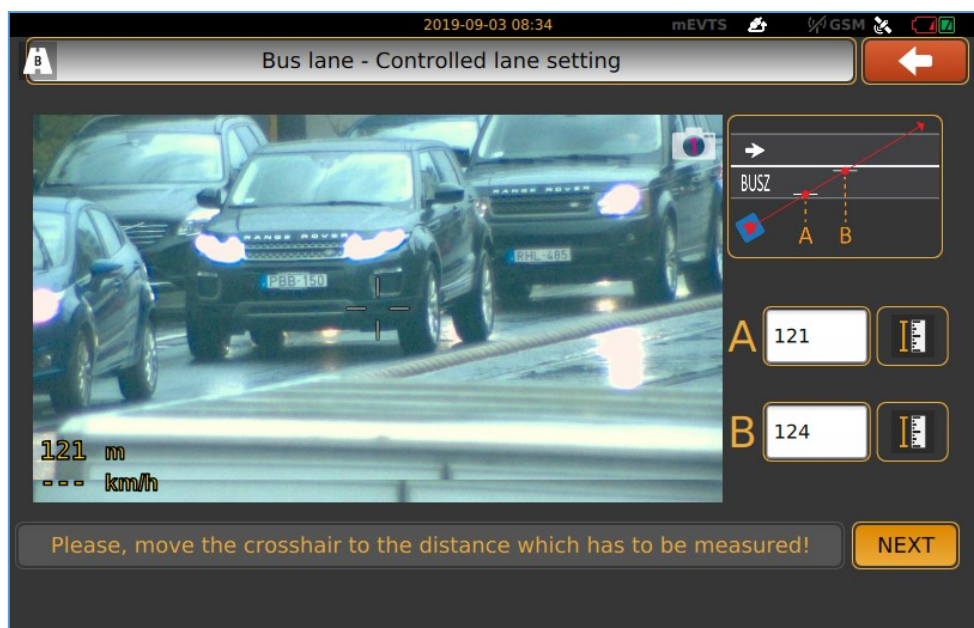 2019-09-03 08:34
mEVTS
GSM
B
Bus lane - Controlled lane setting
RANGE ROVER
RANGE ROVER
PBB-150
RHL-485
1
BUSZ
A B
A 121
B 124
121 m
--- km/h
Please, move the crosshair to the distance which has to be measured!
NEXT